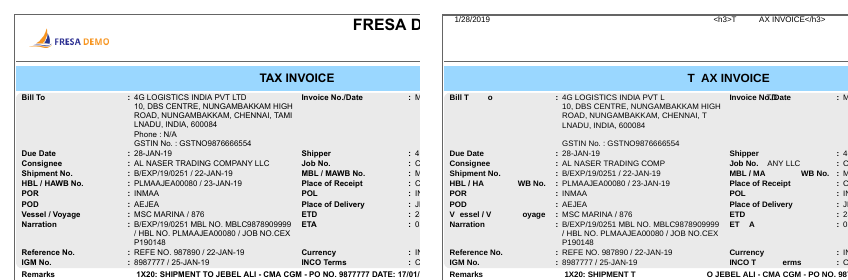 FRESA D
FRESA DEMO
TAX INVOICE
Bill To : 4G LOGISTICS INDIA PVT LTD Invoice No./Date : M
10, DBS CENTRE, NUNGAMBAKKAM HIGH
ROAD, NUNGAMBAKKAM, CHENNAI, TAMI
LNADU, INDIA, 600084
Phone : N/A
GSTIN No. : GSTNO9876666554
Due Date : 28-JAN-19 Shipper : 4
Consignee : AL NASER TRADING COMPANY LLC Job No. : C
Shipment No. : B/EXP/19/0251 / 22-JAN-19 MBL / MAWB No. : M
HBL / HAWB No. : PLMAAJEA00080 / 23-JAN-19 Place of Receipt : C
POR : INMAA POL : IN
POD : AEJEA Place of Delivery : J
Vessel / Voyage : MSC MARINA / 876 ETD : 2
Narration : B/EXP/19/0251 MBL NO. MBLC9878909999 ETA : 0
/ HBL NO. PLMAAJEA00080 / JOB NO.CEX
P190148
Reference No. : REFE NO. 987890 / 22-JAN-19 Currency : IN
IGM No. : 8987777 / 25-JAN-19 INCO Terms : C
Remarks 1X20: SHIPMENT TO JEBEL ALI - CMA CGM - PO NO. 9877777 DATE: 17/01/
1/28/2019 <h3>T AX INVOICE</h3>
T AX INVOICE
Bill T o : 4G LOGISTICS INDIA PVT L Invoice No./Date : M
10, DBS CENTRE, NUNGAMBAKKAM HIGH
ROAD, NUNGAMBAKKAM, CHENNAI, T
LNADU, INDIA, 600084
GSTIN No. : GSTNO9876666554
Due Date : 28-JAN-19 Shipper : 4
Consignee : AL NASER TRADING COMP Job No. ANY LLC : C
Shipment No. : B/EXP/19/0251 / 22-JAN-19 MBL / MA WB No. : M
HBL / HA WB No. : PLMAAJEA00080 / 23-JAN-19 Place of Receipt : C
POR : INMAA POL : IN
POD : AEJEA Place of Delivery : J
V essel / V oyage : MSC MARINA / 876 ETD : 2
Narration : B/EXP/19/0251 MBL NO. MBLC9878909999 ET A : 0
/ HBL NO. PLMAAJEA00080 / JOB NO.CEX
P190148
Reference No. : REFE NO. 987890 / 22-JAN-19 Currency : IN
IGM No. : 8987777 / 25-JAN-19 INCO T erms : C
Remarks 1X20: SHIPMENT T O JEBEL ALI - CMA CGM - PO NO. 98